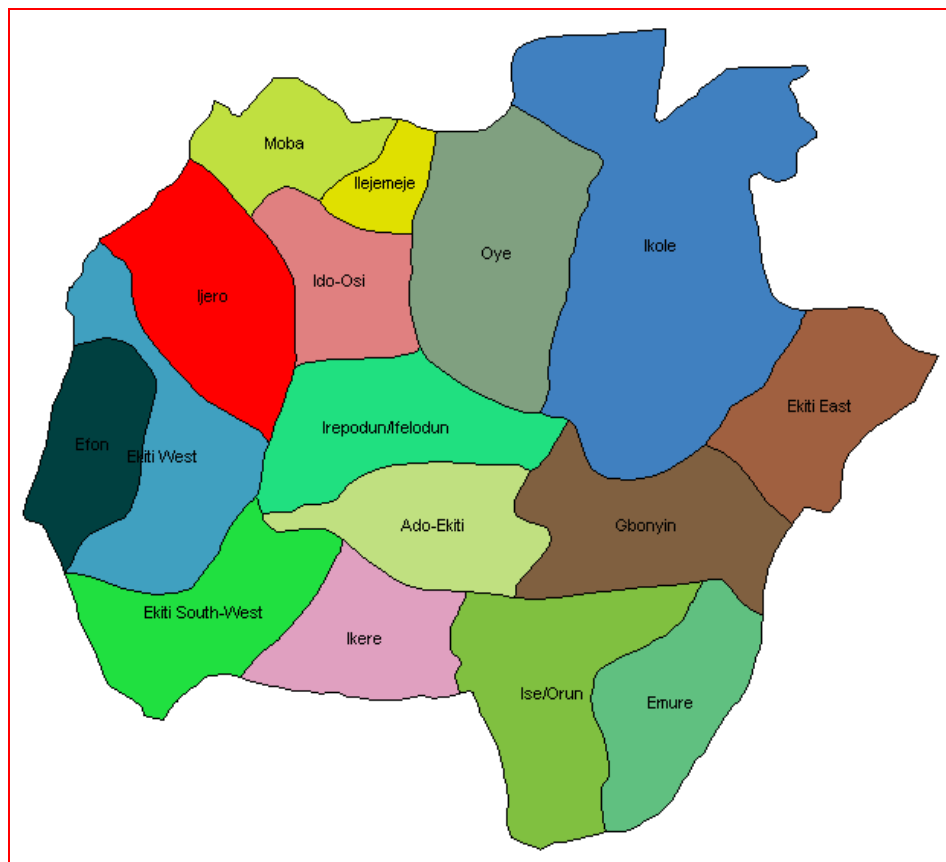 Moba
Ilejemeje
Oye
Ikole
Ido-Osi
Ijero
Ekiti East
Irepodun/Ifelodun
Efon
Ekiti West
Ado-Ekiti
Gbonyin
Ekiti South-West
Ikere
Ise/Orun
Emure